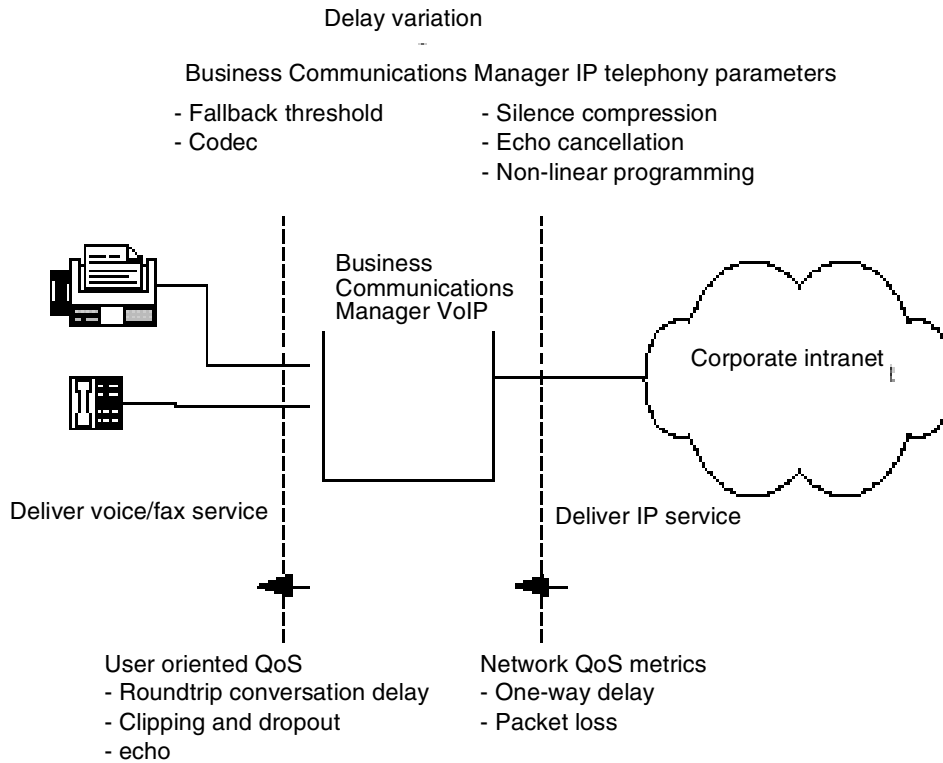 Delay variation
Business Communications Manager IP telephony parameters
- Fallback threshold
- Codec
- Silence compression
- Echo cancellation
- Non-linear programming
Business
Communications
Manager VoIP
Corporate intranet
Deliver voice/fax service
Deliver IP service
User oriented QoS
- Roundtrip conversation delay
- Clipping and dropout
- echo
Network QoS metrics
- One-way delay
- Packet loss